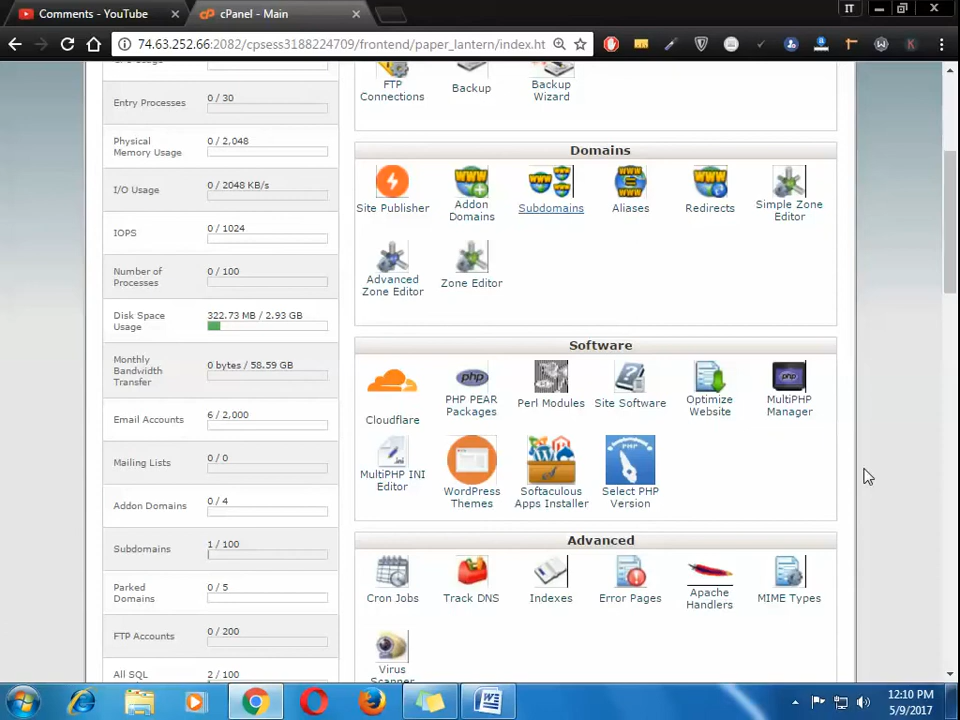 Comments - YouTube
cPanel - Main
IT
74.63.252.66:2082/cpsess3188224709/frontend/paper_lantern/index.ht
Entry Processes
0 / 30
Physical
Memory Usage
0 / 2,048
I/O Usage
0 / 2048 KB/s
IOPS
0 / 1024
Number of
Processes
0 / 100
Disk Space
Usage
322.73 MB / 2.93 GB
Monthly
Bandwidth
Transfer
0 bytes / 58.59 GB
Email Accounts
6 / 2,000
Mailing Lists
0 / 0
Addon Domains
0 / 4
Subdomains
1 / 100
Parked
Domains
0 / 5
FTP Accounts
0 / 200
All SQL
2 / 100
FTP
Connections
Backup
Backup
Wizard
Domains
Site Publisher
Addon
Domains
Subdomains
Aliases
Redirects
Simple Zone
Editor
Advanced
Zone Editor
Zone Editor
Software
Cloudflare
PHP PEAR
Packages
Perl Modules
Site Software
Optimize
Website
MultiPHP
Manager
MultiPHP INI
Editor
WordPress
Themes
Softaculous
Apps Installer
Select PHP
Version
Advanced
Cron Jobs
Track DNS
Indexes
Error Pages
Apache
Handlers
MIME Types
Virus
Scanner
12:10 PM
5/9/2017